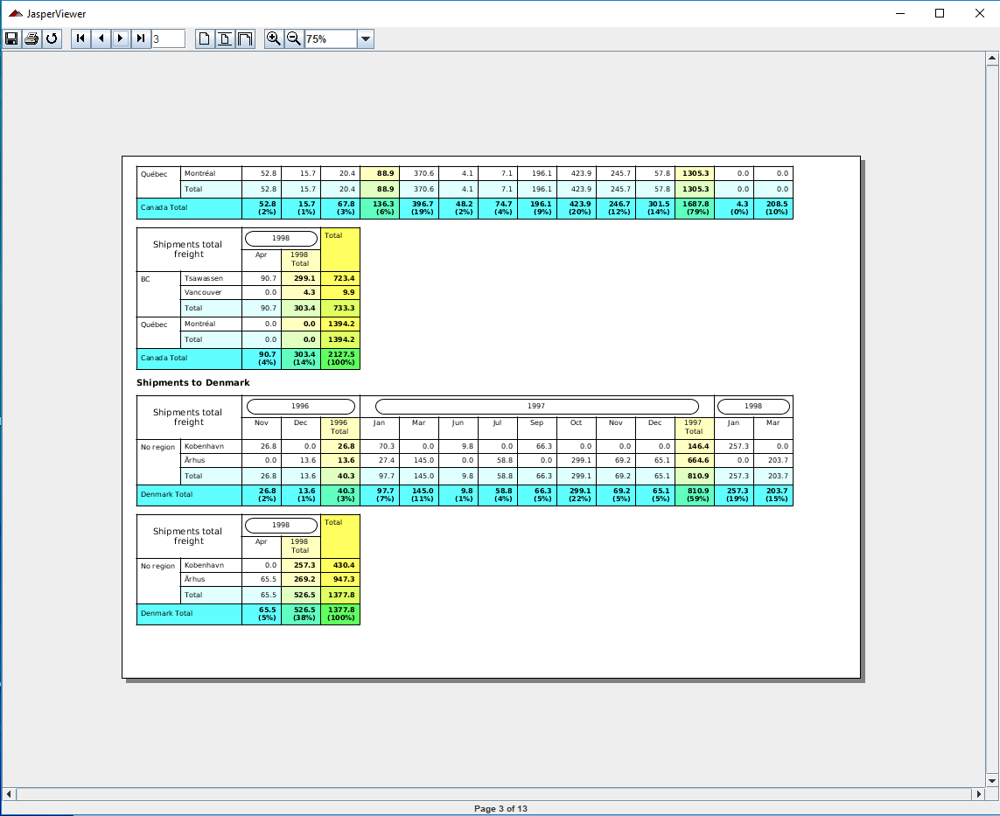 JasperViewer
3
75%
Québec Montréal 52.8 15.7 20.4 88.9 370.6 4.1 7.1 196.1 423.9 245.7 57.8 1305.3 0.0 0.0
Total 52.8 15.7 20.4 88.9 370.6 4.1 7.1 196.1 423.9 245.7 57.8 1305.3 0.0 0.0
Canada Total 52.8 15.7 67.8 136.3 396.7 48.2 74.7 196.1 423.9 246.7 301.5 1687.8 4.3 208.5
(2%) (1%) (3%) (6%) (19%) (2%) (4%) (9%) (20%) (12%) (14%) (79%) (0%) (10%)
Shipments total
freight
1998 Total
Apr 1998
Total
BC Tsawassen 90.7 299.1 723.4
Vancouver 0.0 4.3 9.9
Total 90.7 303.4 733.3
Québec Montréal 0.0 0.0 1394.2
Total 0.0 0.0 1394.2
Canada Total 90.7 303.4 2127.5
(4%) (14%) (100%)
Shipments to Denmark
Shipments total
freight
1996 1997 1998
Nov Dec 1996 Jan Mar Jun Jul Sep Oct Nov Dec 1997 Jan Mar
Total Total
No region Kobenhavn 26.8 0.0 26.8 70.3 0.0 9.8 0.0 66.3 0.0 0.0 0.0 146.4 257.3 0.0
Århus 0.0 13.6 13.6 27.4 145.0 0.0 58.8 0.0 299.1 69.2 65.1 664.6 0.0 203.7
Total 26.8 13.6 40.3 97.7 145.0 9.8 58.8 66.3 299.1 69.2 65.1 810.9 257.3 203.7
Denmark Total 26.8 13.6 40.3 97.7 145.0 9.8 58.8 66.3 299.1 69.2 65.1 810.9 257.3 203.7
(2%) (1%) (3%) (7%) (11%) (1%) (4%) (5%) (22%) (5%) (5%) (59%) (19%) (15%)
Shipments total
freight
1998 Total
Apr 1998
Total
No region Kobenhavn 0.0 257.3 430.4
Århus 65.5 269.2 947.3
Total 65.5 526.5 1377.8
Denmark Total 65.5 526.5 1377.8
(5%) (38%) (100%)
Page 3 of 13